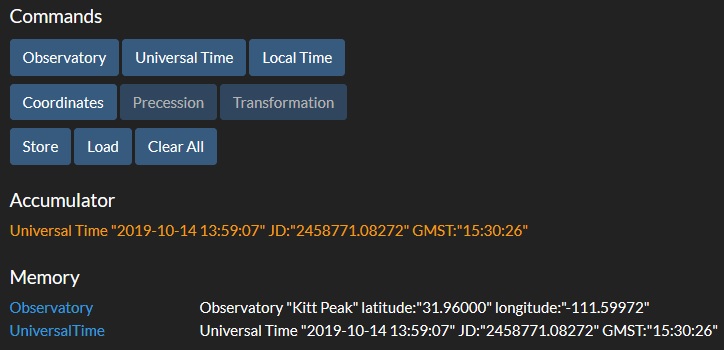 Commands
Observatory Universal Time Local Time
Coordinates Precession Transformation
Store Load Clear All
Accumulator
Universal Time "2019-10-14 13:59:07" JD:"2458771.08272" GMST:"15:30:26"
Memory
Observatory Observatory "Kitt Peak" latitude:"31.96000" longitude:"-111.59972"
UniversalTime Universal Time "2019-10-14 13:59:07" JD:"2458771.08272" GMST:"15:30:26"